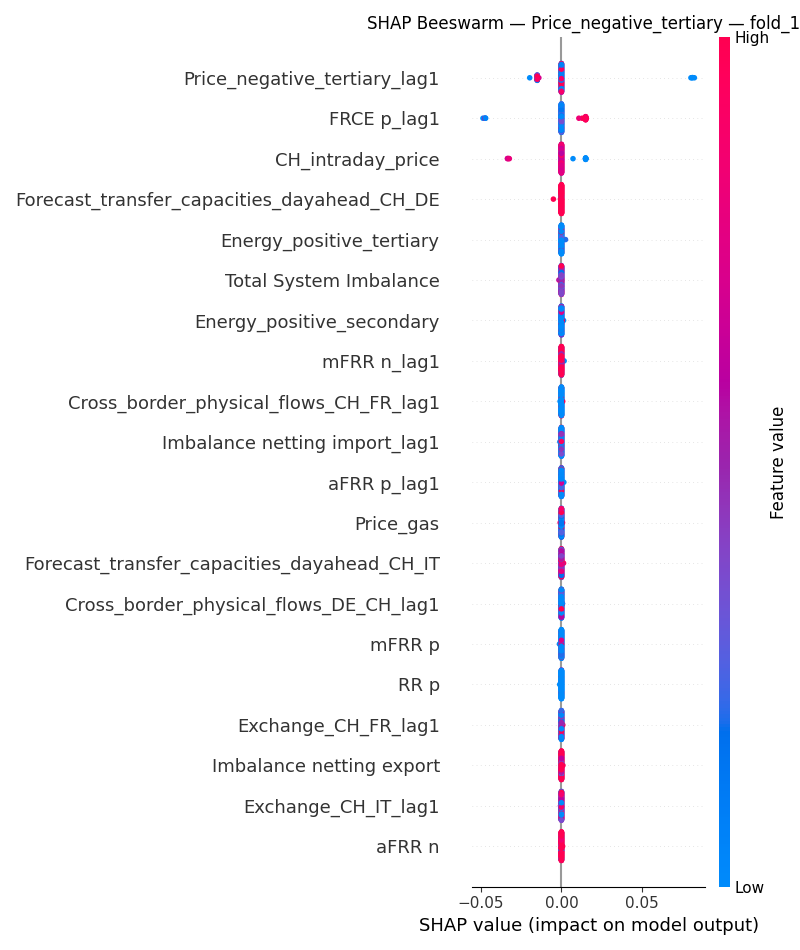 SHAP Beeswarm — Price_negative_tertiary — fold_1
High
Price_negative_tertiary_lag1
FRCE p_lag1
CH_intraday_price
Forecast_transfer_capacities_dayahead_CH_DE
Energy_positive_tertiary
Total System Imbalance
Energy_positive_secondary
mFRR n_lag1
Cross_border_physical_flows_CH_FR_lag1
Imbalance netting import_lag1
aFRR p_lag1
Price_gas
Forecast_transfer_capacities_dayahead_CH_IT
Cross_border_physical_flows_DE_CH_lag1
mFRR p
RR p
Exchange_CH_FR_lag1
Imbalance netting export
Exchange_CH_IT_lag1
aFRR n
Feature value
Low
−0.05 0.00 0.05
SHAP value (impact on model output)